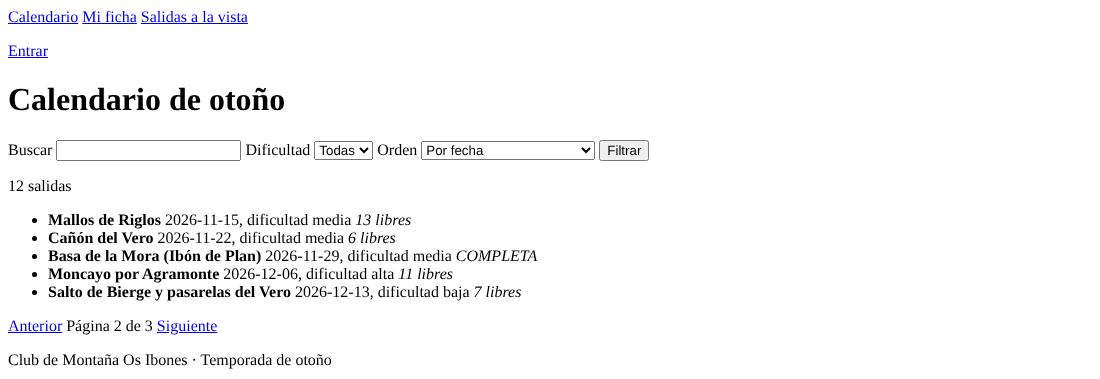 Calendario Mi ficha Salidas a la vista
Entrar
Calendario de otoño
Buscar Dificultad Todas Orden Por fecha Filtrar
12 salidas
Mallos de Riglos 2026-11-15, dificultad media 13 libres
Cañón del Vero 2026-11-22, dificultad media 6 libres
Basa de la Mora (Ibón de Plan) 2026-11-29, dificultad media COMPLETA
Moncayo por Agramonte 2026-12-06, dificultad alta 11 libres
Salto de Bierge y pasarelas del Vero 2026-12-13, dificultad baja 7 libres
Anterior Página 2 de 3 Siguiente
Club de Montaña Os Ibones · Temporada de otoño